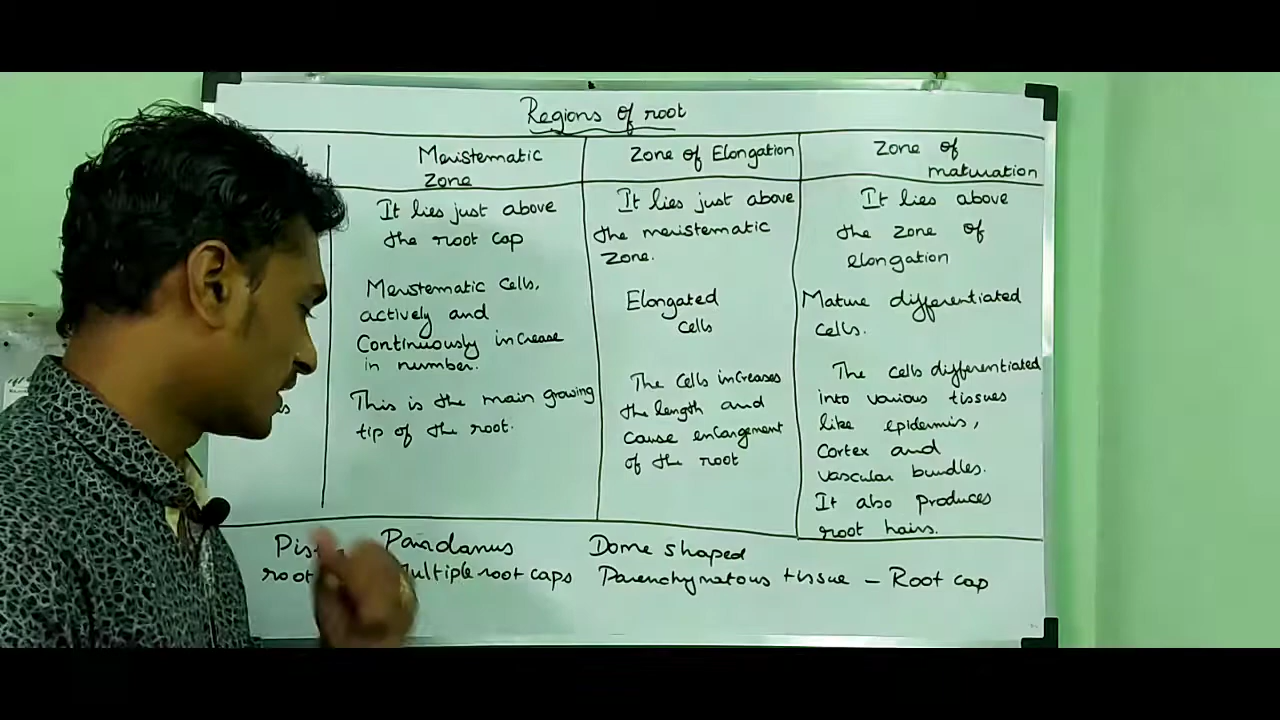 Regions of root
Meristematic
Zone
It lies just above
the root cap
Meristematic cells,
actively and
Continuously increase
in number.
This is the main growing
tip of the root.
Zone of Elongation
It lies just above
the meristematic
Zone.
Elongated
cells
The cells increases
the length and
cause enlargement
of the root
Zone of
maturation
It lies above
the zone of
elongation
Mature differentiated
cells.
The cells differentiated
into various tissues
like epidermis,
Cortex and
vascular bundles.
It also produces
root hairs.
Pandanus
root Multiple root caps
Dome shaped
Parenchymatous tissue - Root cap